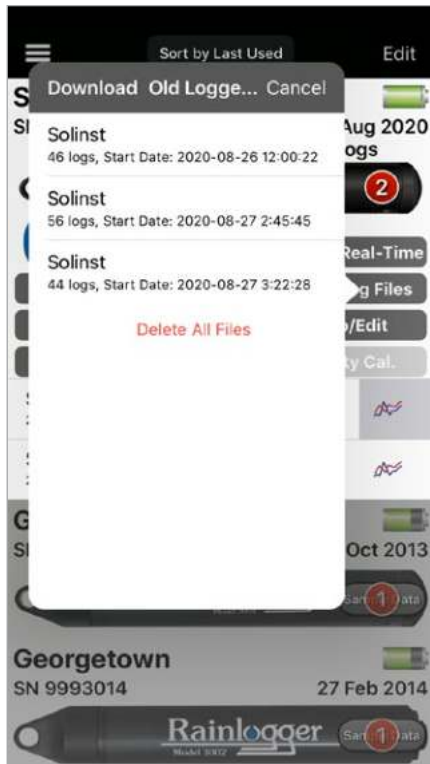 Sort by Last Used Edit
Download Old Logge... Cancel
S
Aug 2020
ogs
2
Solinst
46 logs, Start Date: 2020-08-26 12:00:22
Solinst
56 logs, Start Date: 2020-08-27 2:45:45
Real-Time
Solinst
44 logs, Start Date: 2020-08-27 3:22:28
g Files
Delete All Files
/Edit
ty Cal.
G
Oct 2013
1
Georgetown
SN 9993014 27 Feb 2014
Rainlogger
Model 3002
1